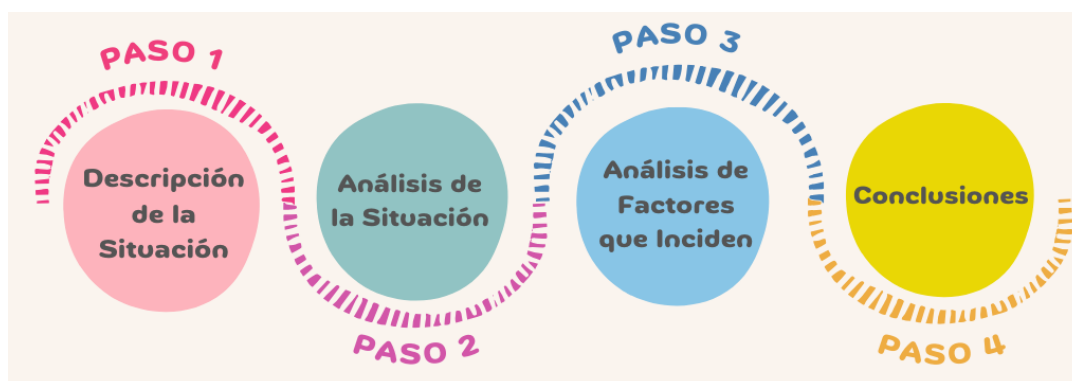 PASO 1
Descripción
de la
Situación
PASO 2
Análisis de
la Situación
PASO 3
Análisis de
Factores
que Inciden
PASO 4
Conclusiones